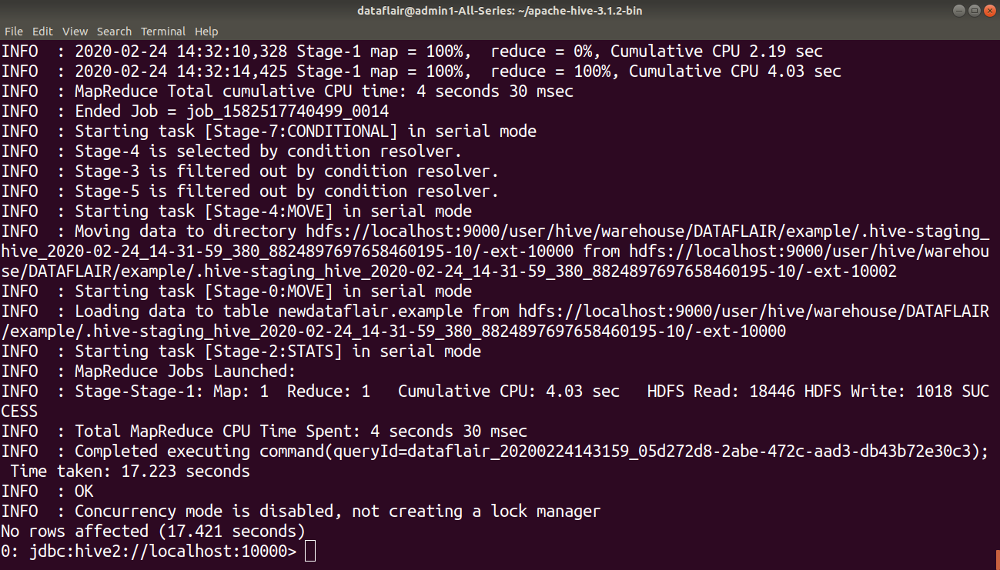 dataflair@admin1-All-Series: ~/apache-hive-3.1.2-bin
File Edit View Search Terminal Help
INFO  : 2020-02-24 14:32:10,328 Stage-1 map = 100%,  reduce = 0%, Cumulative CPU 2.19 sec
INFO  : 2020-02-24 14:32:14,425 Stage-1 map = 100%,  reduce = 100%, Cumulative CPU 4.03 sec
INFO  : MapReduce Total cumulative CPU time: 4 seconds 30 msec
INFO  : Ended Job = job_1582517740499_0014
INFO  : Starting task [Stage-7:CONDITIONAL] in serial mode
INFO  : Stage-4 is selected by condition resolver.
INFO  : Stage-3 is filtered out by condition resolver.
INFO  : Stage-5 is filtered out by condition resolver.
INFO  : Starting task [Stage-4:MOVE] in serial mode
INFO  : Moving data to directory hdfs://localhost:9000/user/hive/warehouse/DATAFLAIR/example/.hive-staging_
hive_2020-02-24_14-31-59_380_8824897697658460195-10/-ext-10000 from hdfs://localhost:9000/user/hive/warehou
se/DATAFLAIR/example/.hive-staging_hive_2020-02-24_14-31-59_380_8824897697658460195-10/-ext-10002
INFO  : Starting task [Stage-0:MOVE] in serial mode
INFO  : Loading data to table newdataflair.example from hdfs://localhost:9000/user/hive/warehouse/DATAFLAIR
/example/.hive-staging_hive_2020-02-24_14-31-59_380_8824897697658460195-10/-ext-10000
INFO  : Starting task [Stage-2:STATS] in serial mode
INFO  : MapReduce Jobs Launched:
INFO  : Stage-Stage-1: Map: 1  Reduce: 1   Cumulative CPU: 4.03 sec   HDFS Read: 18446 HDFS Write: 1018 SUC
CESS
INFO  : Total MapReduce CPU Time Spent: 4 seconds 30 msec
INFO  : Completed executing command(queryId=dataflair_20200224143159_05d272d8-2abe-472c-aad3-db43b72e30c3);
 Time taken: 17.223 seconds
INFO  : OK
INFO  : Concurrency mode is disabled, not creating a lock manager
No rows affected (17.421 seconds)
0: jdbc:hive2://localhost:10000>